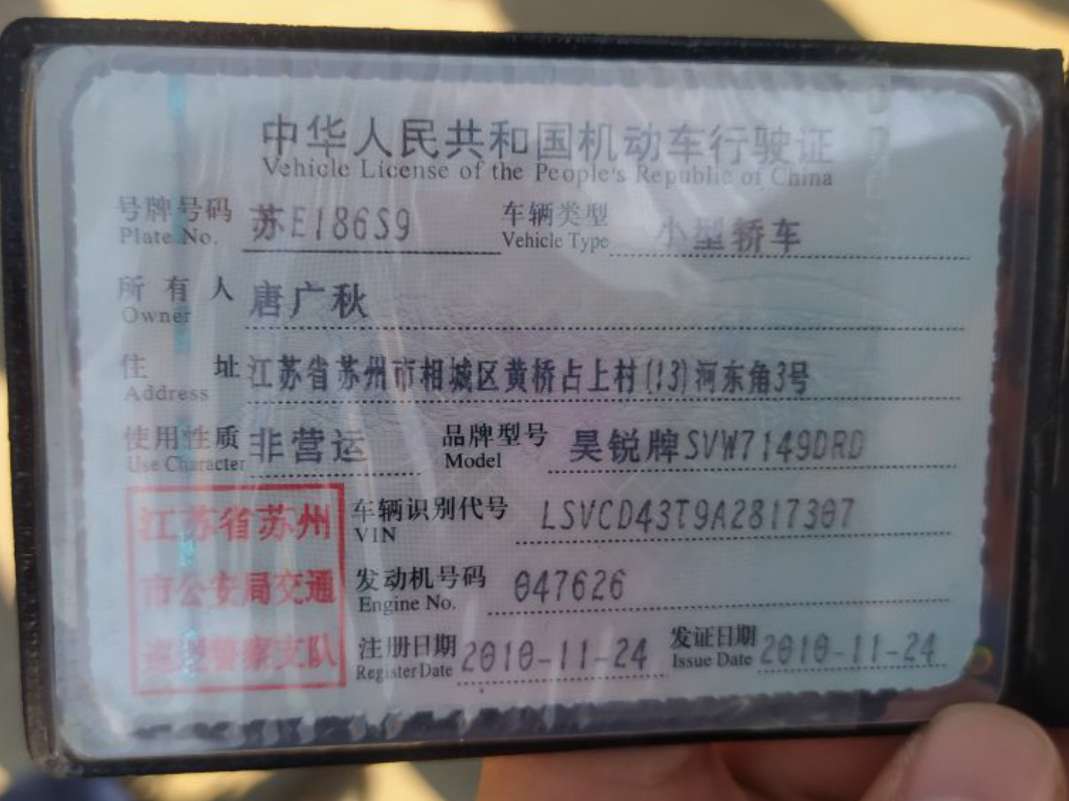 中华人民共和国机动车行驶证
Vehicle License of the People's Republic of China
号牌号码 苏E186S9 车辆类型 小型轿车
Plate No. Vehicle Type
所有人 唐广秋
Owner
住址 江苏省苏州市相城区黄桥占上村(13)河东角3号
Address
使用性质 非营运 品牌型号 昊锐牌SVW7149DRD
Use Character Model
江苏省苏州
市公安局交通
巡逻警察支队
车辆识别代号 LSVCD43T9A2817307
VIN
发动机号码 047626
Engine No.
注册日期 2010-11-24 发证日期 2010-11-24
Register Date Issue Date